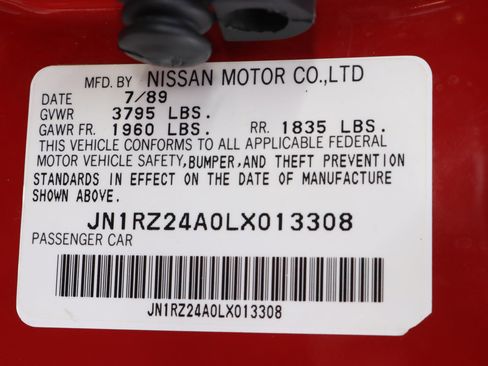 MFD. BY NISSAN MOTOR CO.,LTD
DATE 7/89
GVWR 3795 LBS.
GAWR FR. 1960 LBS. RR. 1835 LBS.
THIS VEHICLE CONFORMS TO ALL APPLICABLE FEDERAL
MOTOR VEHICLE SAFETY,BUMPER,AND THEFT PREVENTION
STANDARDS IN EFFECT ON THE DATE OF MANUFACTURE
SHOWN ABOVE.
JN1RZ24A0LX013308
PASSENGER CAR
JN1RZ24A0LX013308